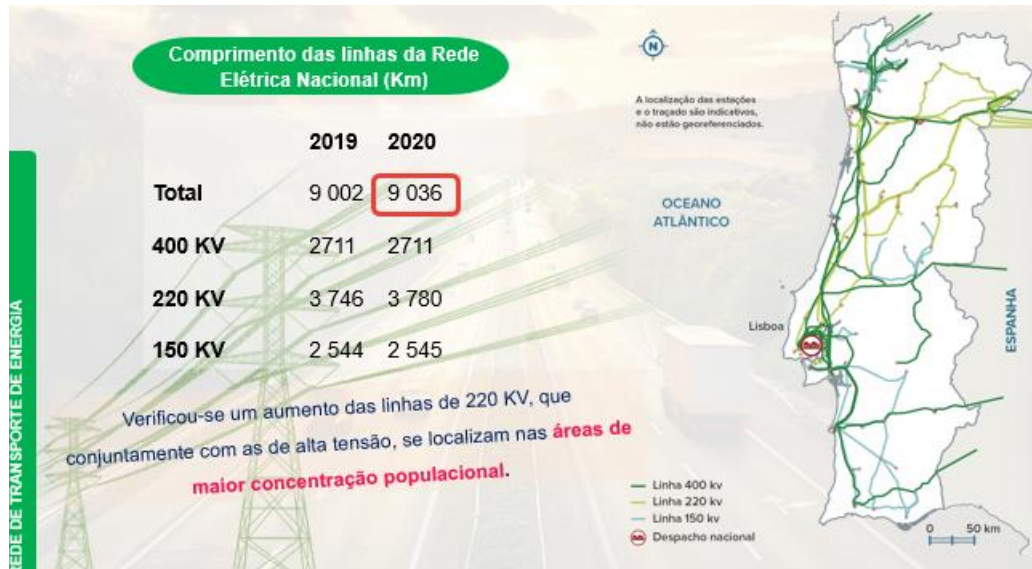 Comprimento das linhas da Rede
Elétrica Nacional (Km)
2019 2020
Total 9 002 9 036
400 KV 2711 2711
220 KV 3 746 3 780
150 KV 2 544 2 545
Verificou-se um aumento das linhas de 220 KV, que
conjuntamente com as de alta tensão, se localizam nas áreas de
maior concentração populacional.
REDE DE TRANSPORTE DE ENERGIA
N
A localização das estações
e o traçado são indicativos,
não estão georeferenciados.
OCEANO
ATLÂNTICO
Lisboa
ESPANHA
Linha 400 kv
Linha 220 kv
Linha 150 kv
Despacho nacional
0 50 km